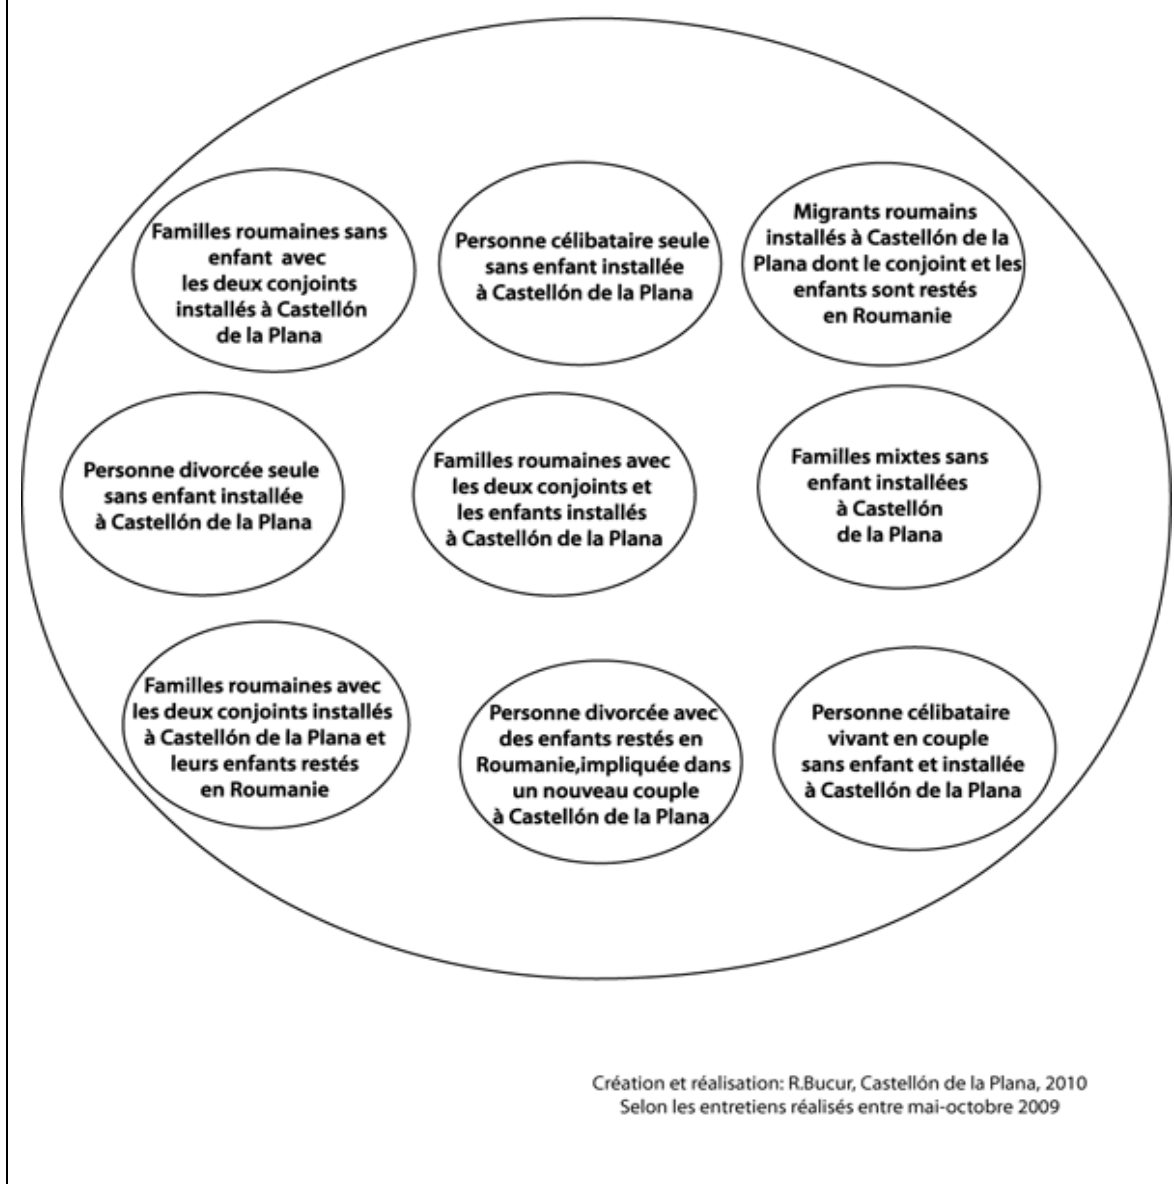 Familles roumaines sans
enfant avec
les deux conjoints
installés à Castellón
de la Plana
Personne célibataire seule
sans enfant installée
à Castellón de la Plana
Migrants roumains
installés à Castellón de la
Plana dont le conjoint et les
enfants sont restés
en Roumanie
Personne divorcée seule
sans enfant installée
à Castellón de la Plana
Familles roumaines avec
les deux conjoints et
les enfants installés
à Castellón de la Plana
Familles mixtes sans
enfant installées
à Castellón
de la Plana
Familles roumaines avec
les deux conjoints installés
à Castellón de la Plana et
leurs enfants restés
en Roumanie
Personne divorcée avec
des enfants restés en
Roumanie,impliquée dans
un nouveau couple
à Castellón de la Plana
Personne célibataire
vivant en couple
sans enfant et installée
à Castellón de la Plana
Création et réalisation: R.Bucur, Castellón de la Plana, 2010
Selon les entretiens réalisés entre mai-octobre 2009